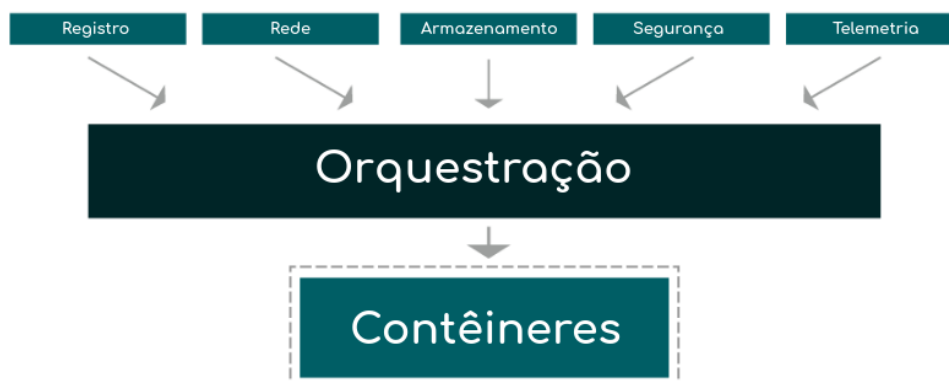 Registro
Rede
Armazenamento
Segurança
Telemetria
Orquestração
Contêineres